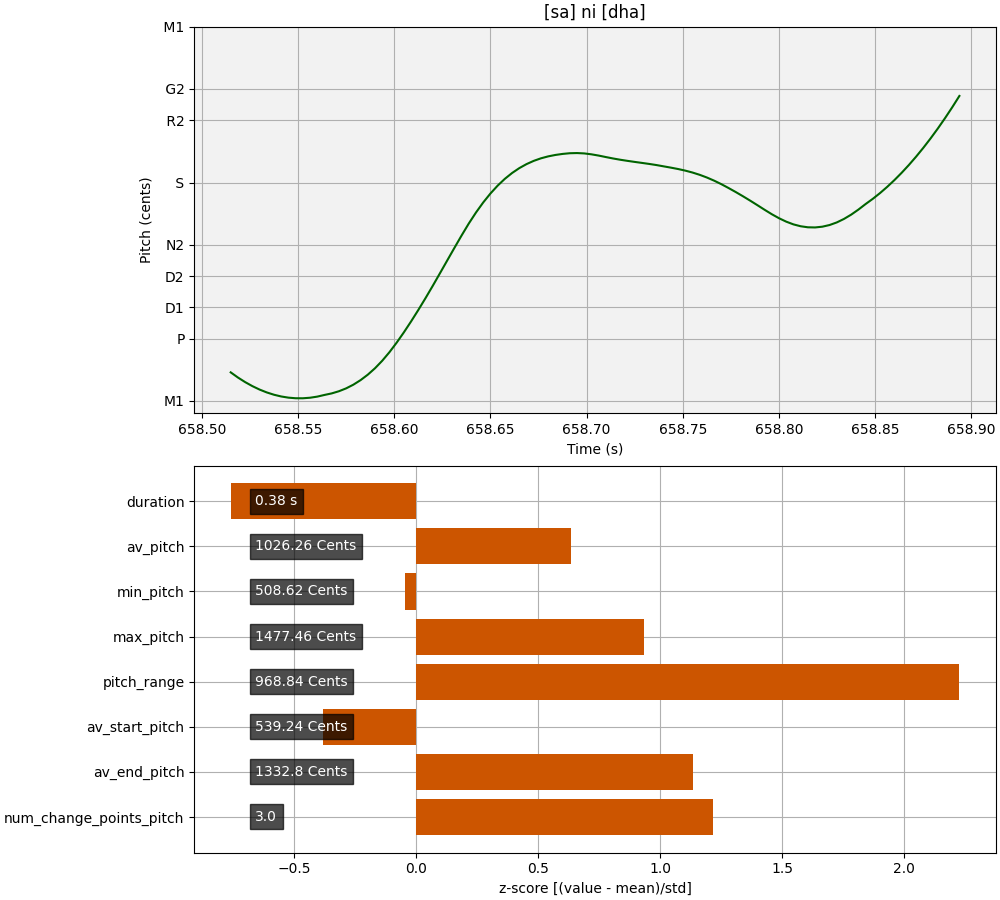 [sa] ni [dha]
M1
G2
R2
S
N2
D2
D1
P
M1
Pitch (cents)
658.50 658.55 658.60 658.65 658.70 658.75 658.80 658.85 658.90
Time (s)
duration 0.38 s
av_pitch 1026.26 Cents
min_pitch 508.62 Cents
max_pitch 1477.46 Cents
pitch_range 968.84 Cents
av_start_pitch 539.24 Cents
av_end_pitch 1332.8 Cents
num_change_points_pitch 3.0
−0.5 0.0 0.5 1.0 1.5 2.0
z-score [(value - mean)/std]